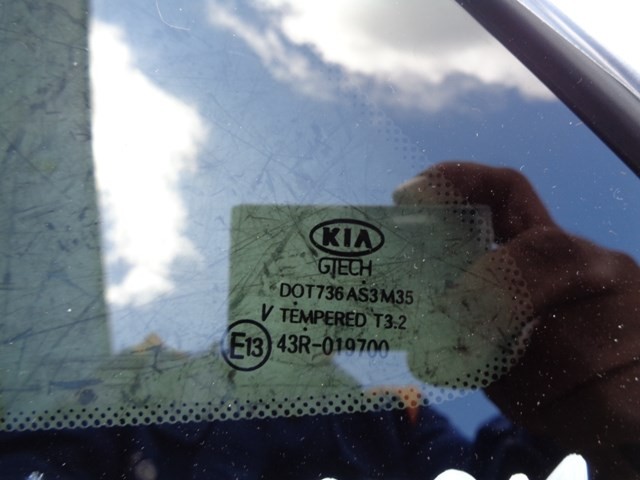 KIA
GTECH
DOT736 AS3 M35
V TEMPERED T3.2
E13 43R-019700